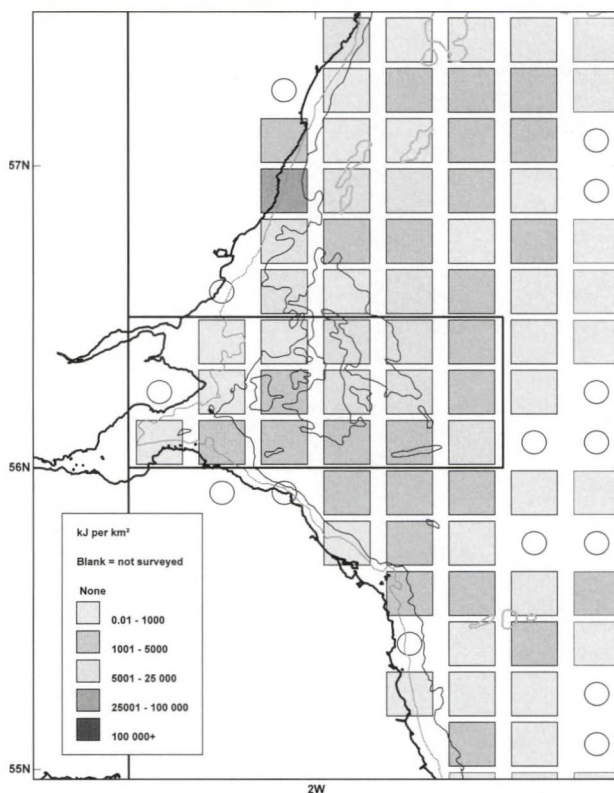 57N
56N
kJ per km²
Blank = not surveyed
None
0.01 - 1000
1001 - 5000
5001 - 25 000
25001 - 100 000
100 000+
55N
2W